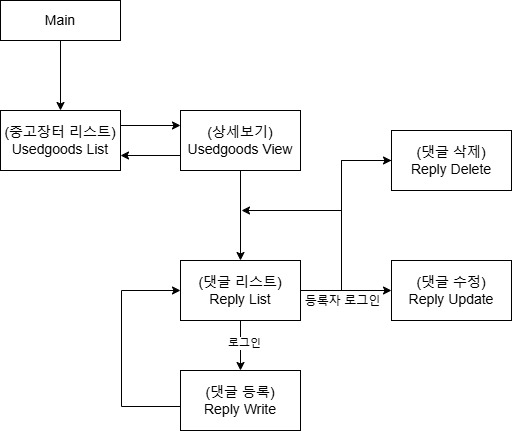 Main
(중고장터 리스트)
Usedgoods List
(상세보기)
Usedgoods View
(댓글 삭제)
Reply Delete
(댓글 리스트)
Reply List
등록자 로그인
(댓글 수정)
Reply Update
로그인
(댓글 등록)
Reply Write